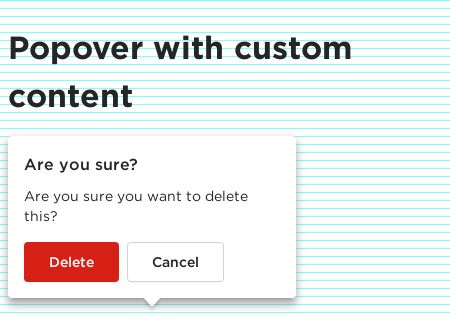 Popover with custom
content
Are you sure?
Are you sure you want to delete
this?
Delete
Cancel